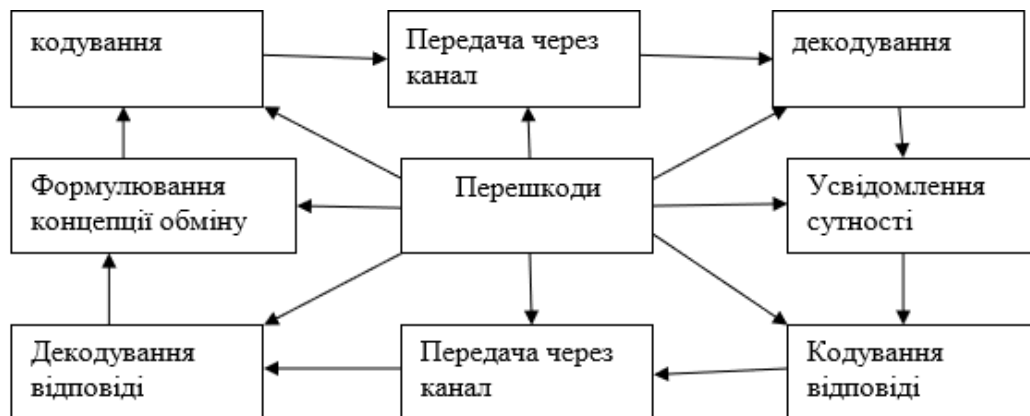 кодування
Передача через
канал
декодування
Формулювання
концепції обміну
Перешкоди
Усвідомлення
сутності
Декодування
відповіді
Передача через
канал
Кодування
відповіді